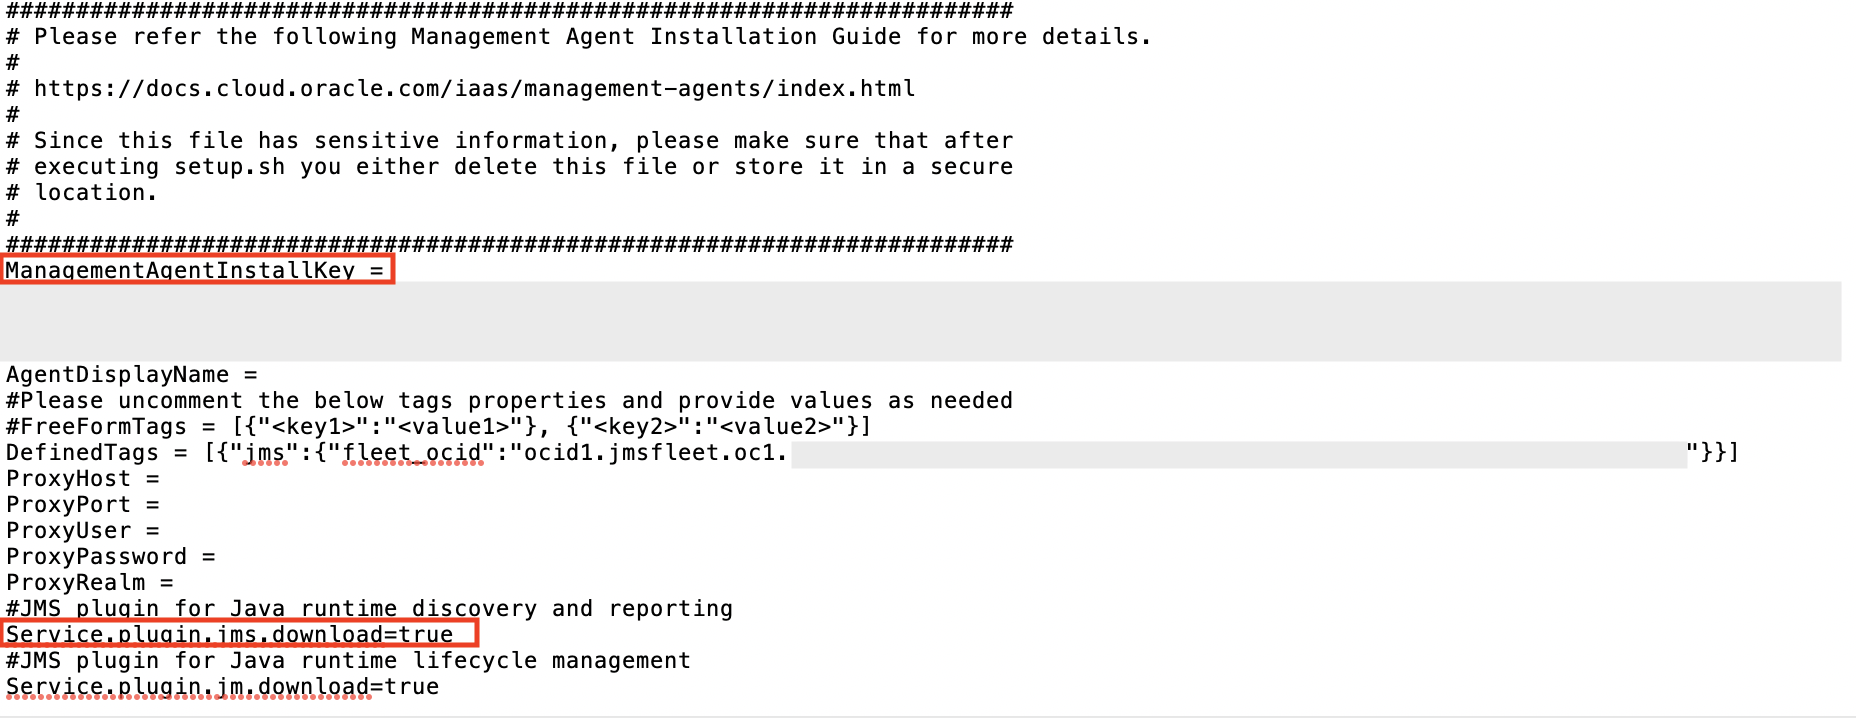 ########################################################################
# Please refer the following Management Agent Installation Guide for more details.
#
# https://docs.cloud.oracle.com/iaas/management-agents/index.html
#
# Since this file has sensitive information, please make sure that after
# executing setup.sh you either delete this file or store it in a secure
# location.
#
########################################################################
ManagementAgentInstallKey =
AgentDisplayName =
#Please uncomment the below tags properties and provide values as needed
#FreeFormTags = [{"<key1>":"<value1>"}, {"<key2>":"<value2>"}]
DefinedTags = [{"jms":{"fleet_ocid":"ocid1.jmsfleet.oc1. "}}]
ProxyHost =
ProxyPort =
ProxyUser =
ProxyPassword =
ProxyRealm =
#JMS plugin for Java runtime discovery and reporting
Service.plugin.jms.download=true
#JMS plugin for Java runtime lifecycle management
Service.plugin.jm.download=true